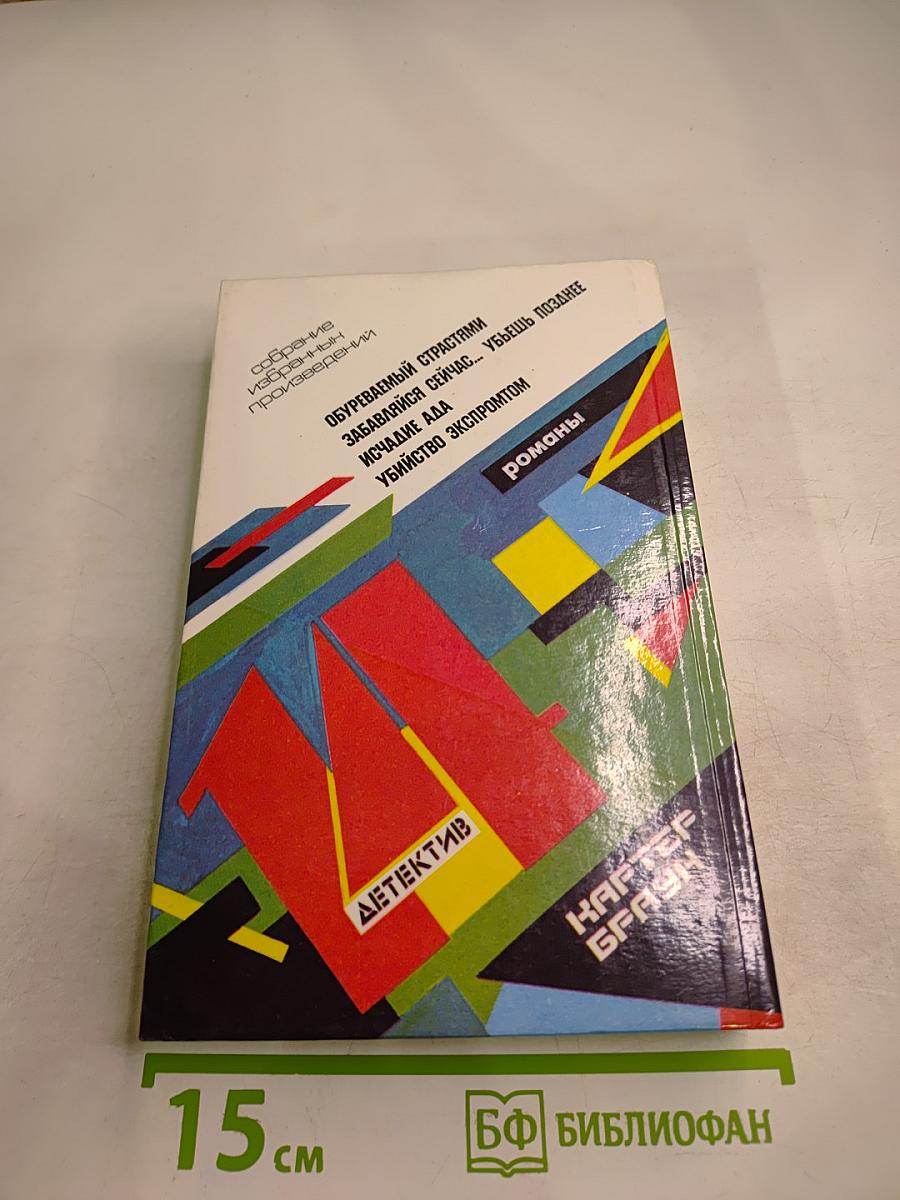 собрание
избранных
произведений
ОБУРЕВАЕМЫЙ СТРАСТЯМИ
ЗАБАВЛЯЙСЯ СЕЙЧАС... УБЬЕШЬ ПОЗДНЕЕ
ИСЧАДИЕ АДА
УБИЙСТВО ЭКСПРОМТОМ
романы
ДЕТЕКТИВ
КАРТЕР
БРАУН
15 см
БФ БИБЛИОФАН